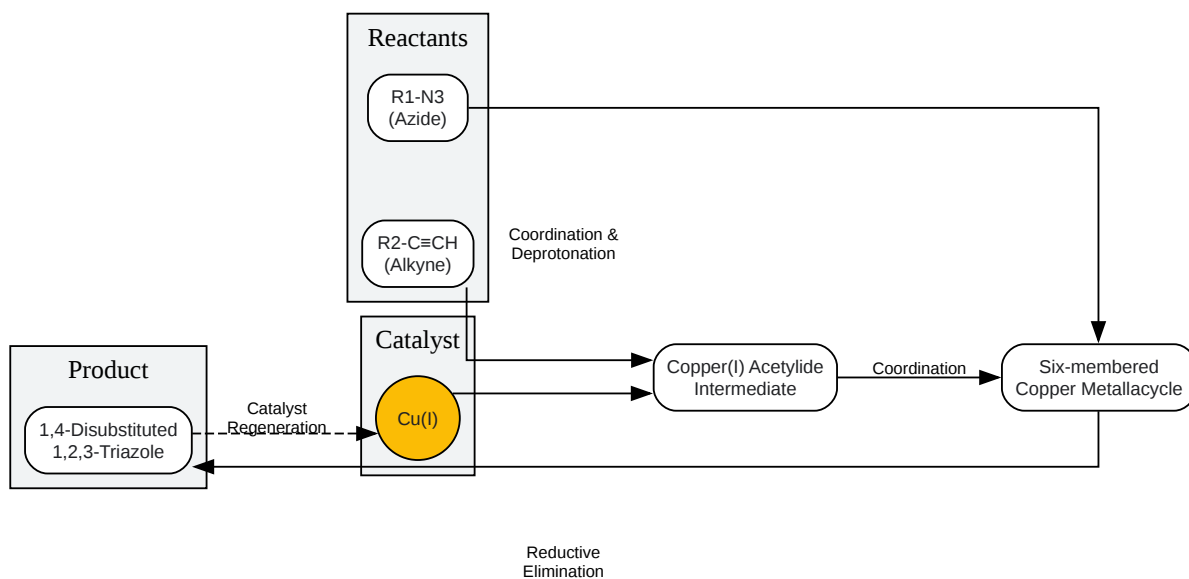 Reactants
R1-N3
(Azide)
R2-C≡CH
(Alkyne)
Coordination &
Deprotonation
Catalyst
Cu(I)
Product
1,4-Disubstituted
1,2,3-Triazole
Catalyst
Regeneration
Copper(I) Acetylide
Intermediate
Coordination
Six-membered
Copper Metallacycle
Reductive
Elimination